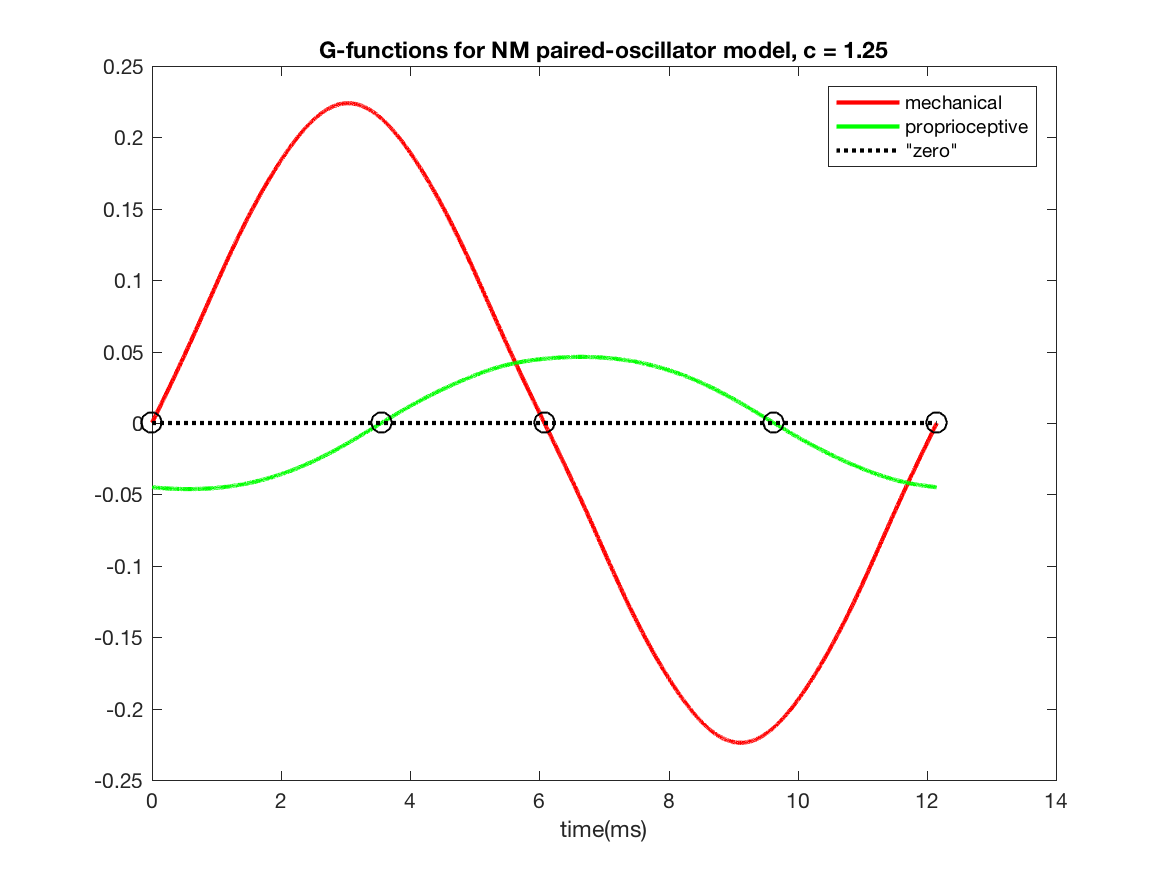 G-functions for NM paired-oscillator model, c = 1.25
0.25
0.2
0.15
0.1
0.05
0
-0.05
-0.1
-0.15
-0.2
-0.25
mechanical
proprioceptive
"zero"
0 2 4 6 8 10 12 14
time(ms)